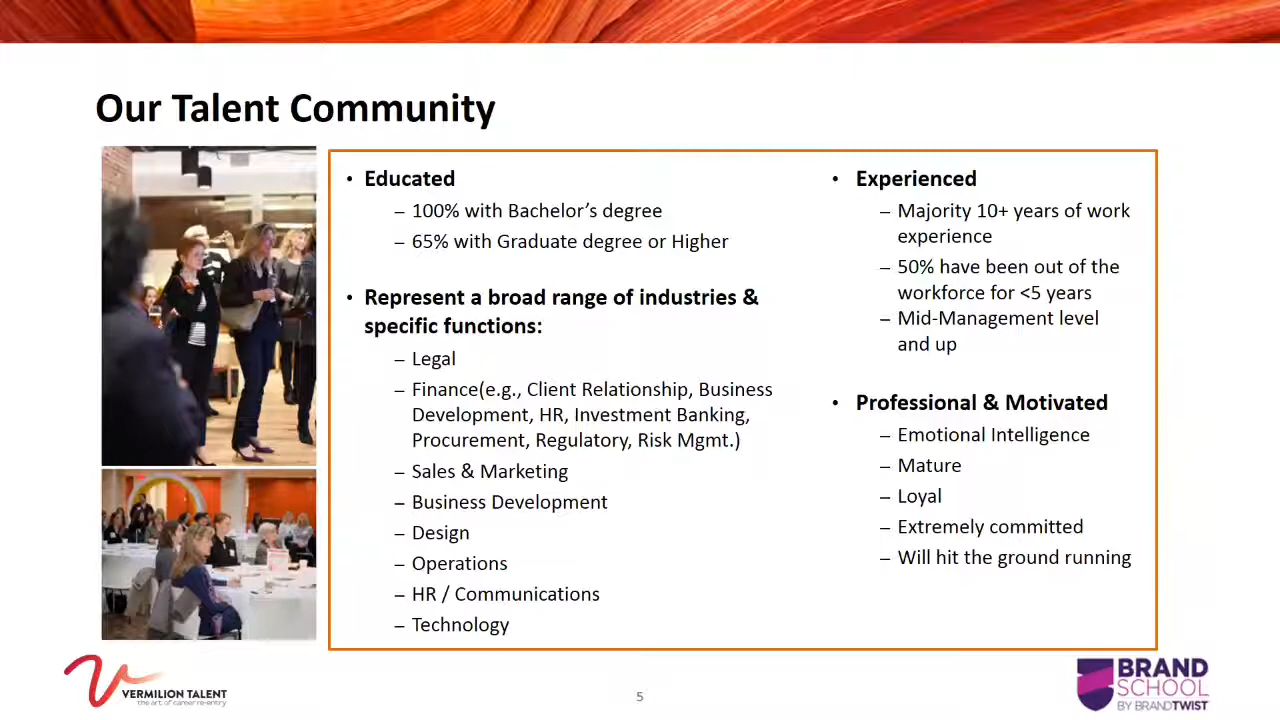 Our Talent Community
• Educated
– 100% with Bachelor’s degree
– 65% with Graduate degree or Higher
• Represent a broad range of industries &
specific functions:
– Legal
– Finance(e.g., Client Relationship, Business
Development, HR, Investment Banking,
Procurement, Regulatory, Risk Mgmt.)
– Sales & Marketing
– Business Development
– Design
– Operations
– HR / Communications
– Technology
• Experienced
– Majority 10+ years of work
experience
– 50% have been out of the
workforce for <5 years
– Mid-Management level
and up
• Professional & Motivated
– Emotional Intelligence
– Mature
– Loyal
– Extremely committed
– Will hit the ground running
VERMILION TALENT
the art of career re-entry
5
BRAND
SCHOOL
BY BRANDTWIST